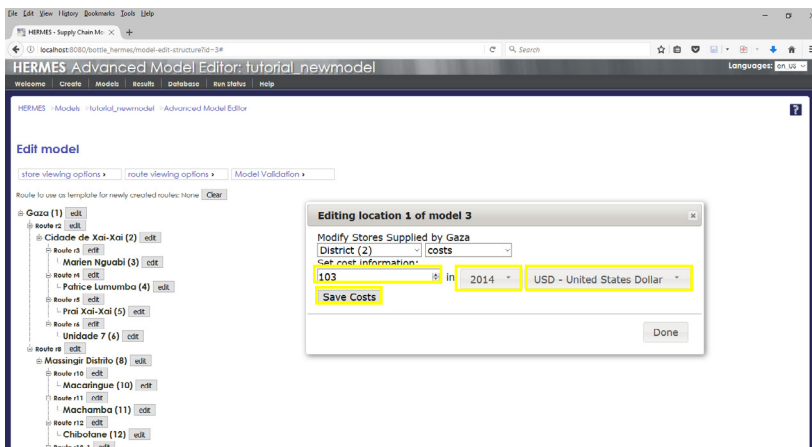 File Edit View History Bookmarks Tools Help
HERMES - Supply Chain Mo
localhost:8080/bottle_hermes/model-edit-structure?id=3#
Search
HERMES Advanced Model Editor: tutorial_newmodel
Languages: en_US
Welcome Create Models Results Database Run Status Help
HERMES >Models >tutorial_newmodel >Advanced Model Editor
?
Edit model
store viewing options route viewing options Model Validation
Route to use as template for newly created routes: None Clear
Gaza (1) edit
Route r2 edit
Cidade de Xai-Xai (2) edit
Route r3 edit
Marien Nguabi (3) edit
Route r4 edit
Patrice Lumumba (4) edit
Route r5 edit
Prai Xai-Xai (5) edit
Route r6 edit
Unidade 7 (6) edit
Route r8 edit
Massingir Distrito (8) edit
Route r10 edit
Macaringue (10) edit
Route r11 edit
Machamba (11) edit
Route r12 edit
Chibotane (12) edit
Editing location 1 of model 3
Modify Stores Supplied by Gaza
District (2) costs
Set cost information:
103 in 2014 USD - United States Dollar
Save Costs
Done